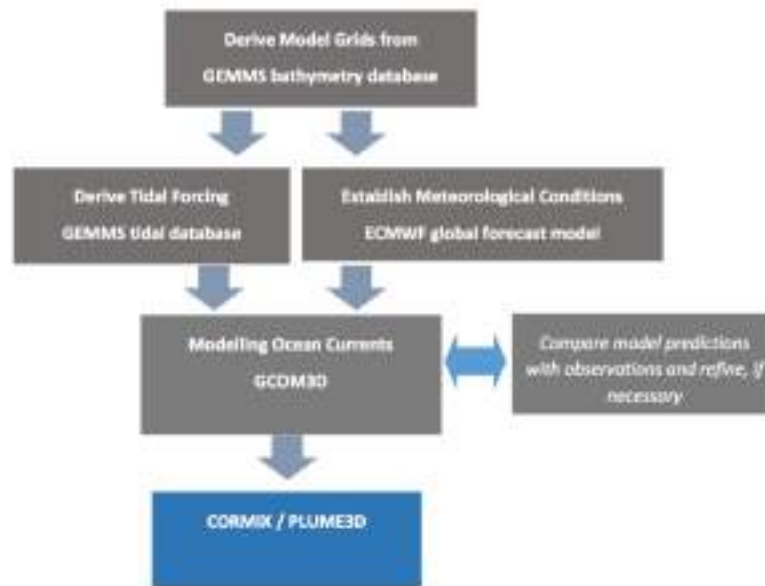 Derive Model Grids from
GEMMS bathymetry database
Derive Tidal Forcing
GEMMS tidal database
Establish Meteorological Conditions
ECMWF global forecast model
Modelling Ocean Currents
GCOM3D
Compare model predictions
with observations and refine, if
necessary
CORMIX / PLUME3D